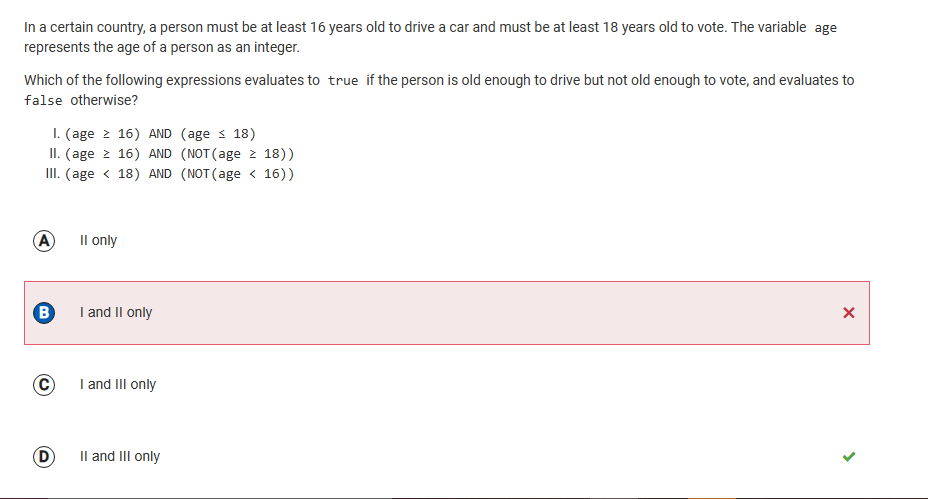 In a certain country, a person must be at least 16 years old to drive a car and must be at least 18 years old to vote. The variable age
represents the age of a person as an integer.
Which of the following expressions evaluates to true if the person is old enough to drive but not old enough to vote, and evaluates to
false otherwise?
I. (age ≥ 16) AND (age ≤ 18)
II. (age ≥ 16) AND (NOT(age ≥ 18))
III. (age < 18) AND (NOT(age < 16))
A II only
B I and II only
C I and III only
D II and III only